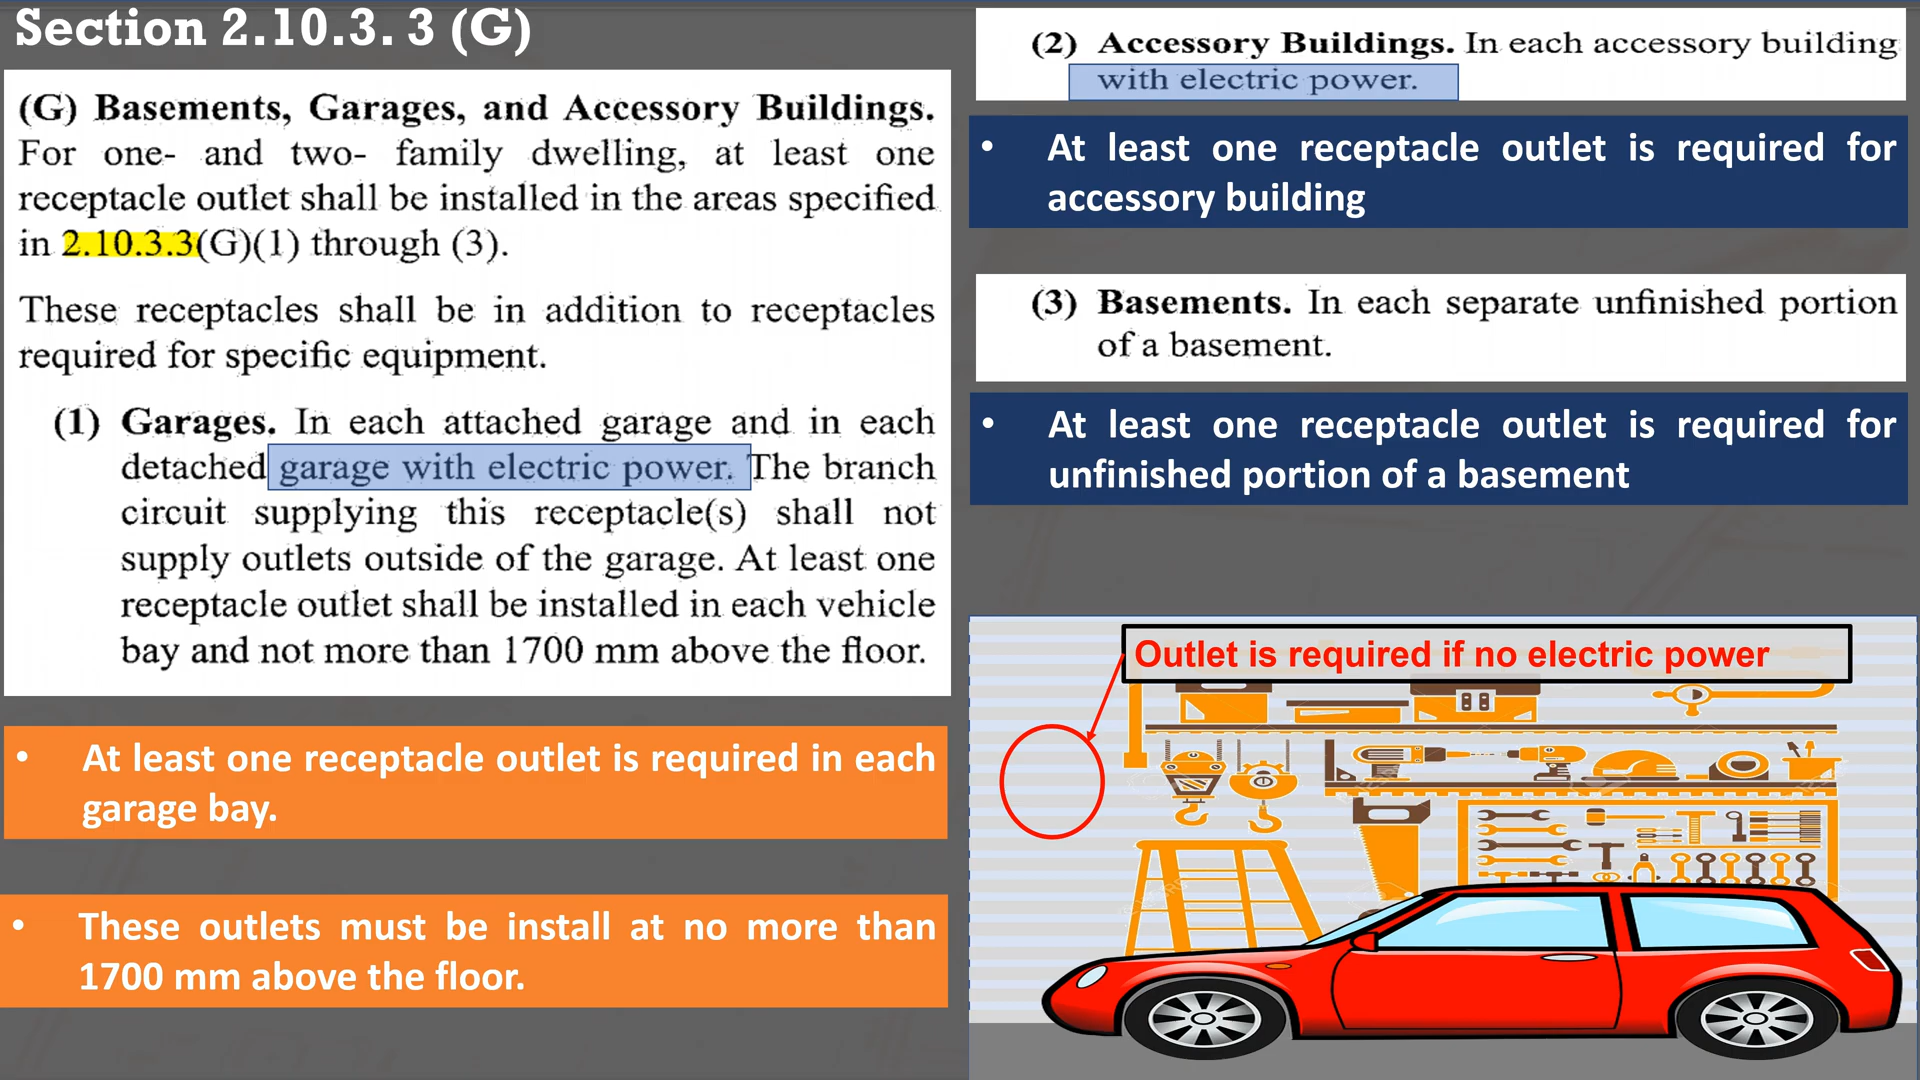 Section 2.10.3. 3 (G)
(G) Basements, Garages, and Accessory Buildings.
For one- and two- family dwelling, at least one
receptacle outlet shall be installed in the areas specified
in 2.10.3.3(G)(1) through (3).
These receptacles shall be in addition to receptacles
required for specific equipment.
(1) Garages. In each attached garage and in each
detached garage with electric power. The branch
circuit supplying this receptacle(s) shall not
supply outlets outside of the garage. At least one
receptacle outlet shall be installed in each vehicle
bay and not more than 1700 mm above the floor.
• At least one receptacle outlet is required in each
garage bay.
• These outlets must be install at no more than
1700 mm above the floor.
(2) Accessory Buildings. In each accessory building
with electric power.
• At least one receptacle outlet is required for
accessory building
(3) Basements. In each separate unfinished portion
of a basement.
• At least one receptacle outlet is required for
unfinished portion of a basement
Outlet is required if no electric power